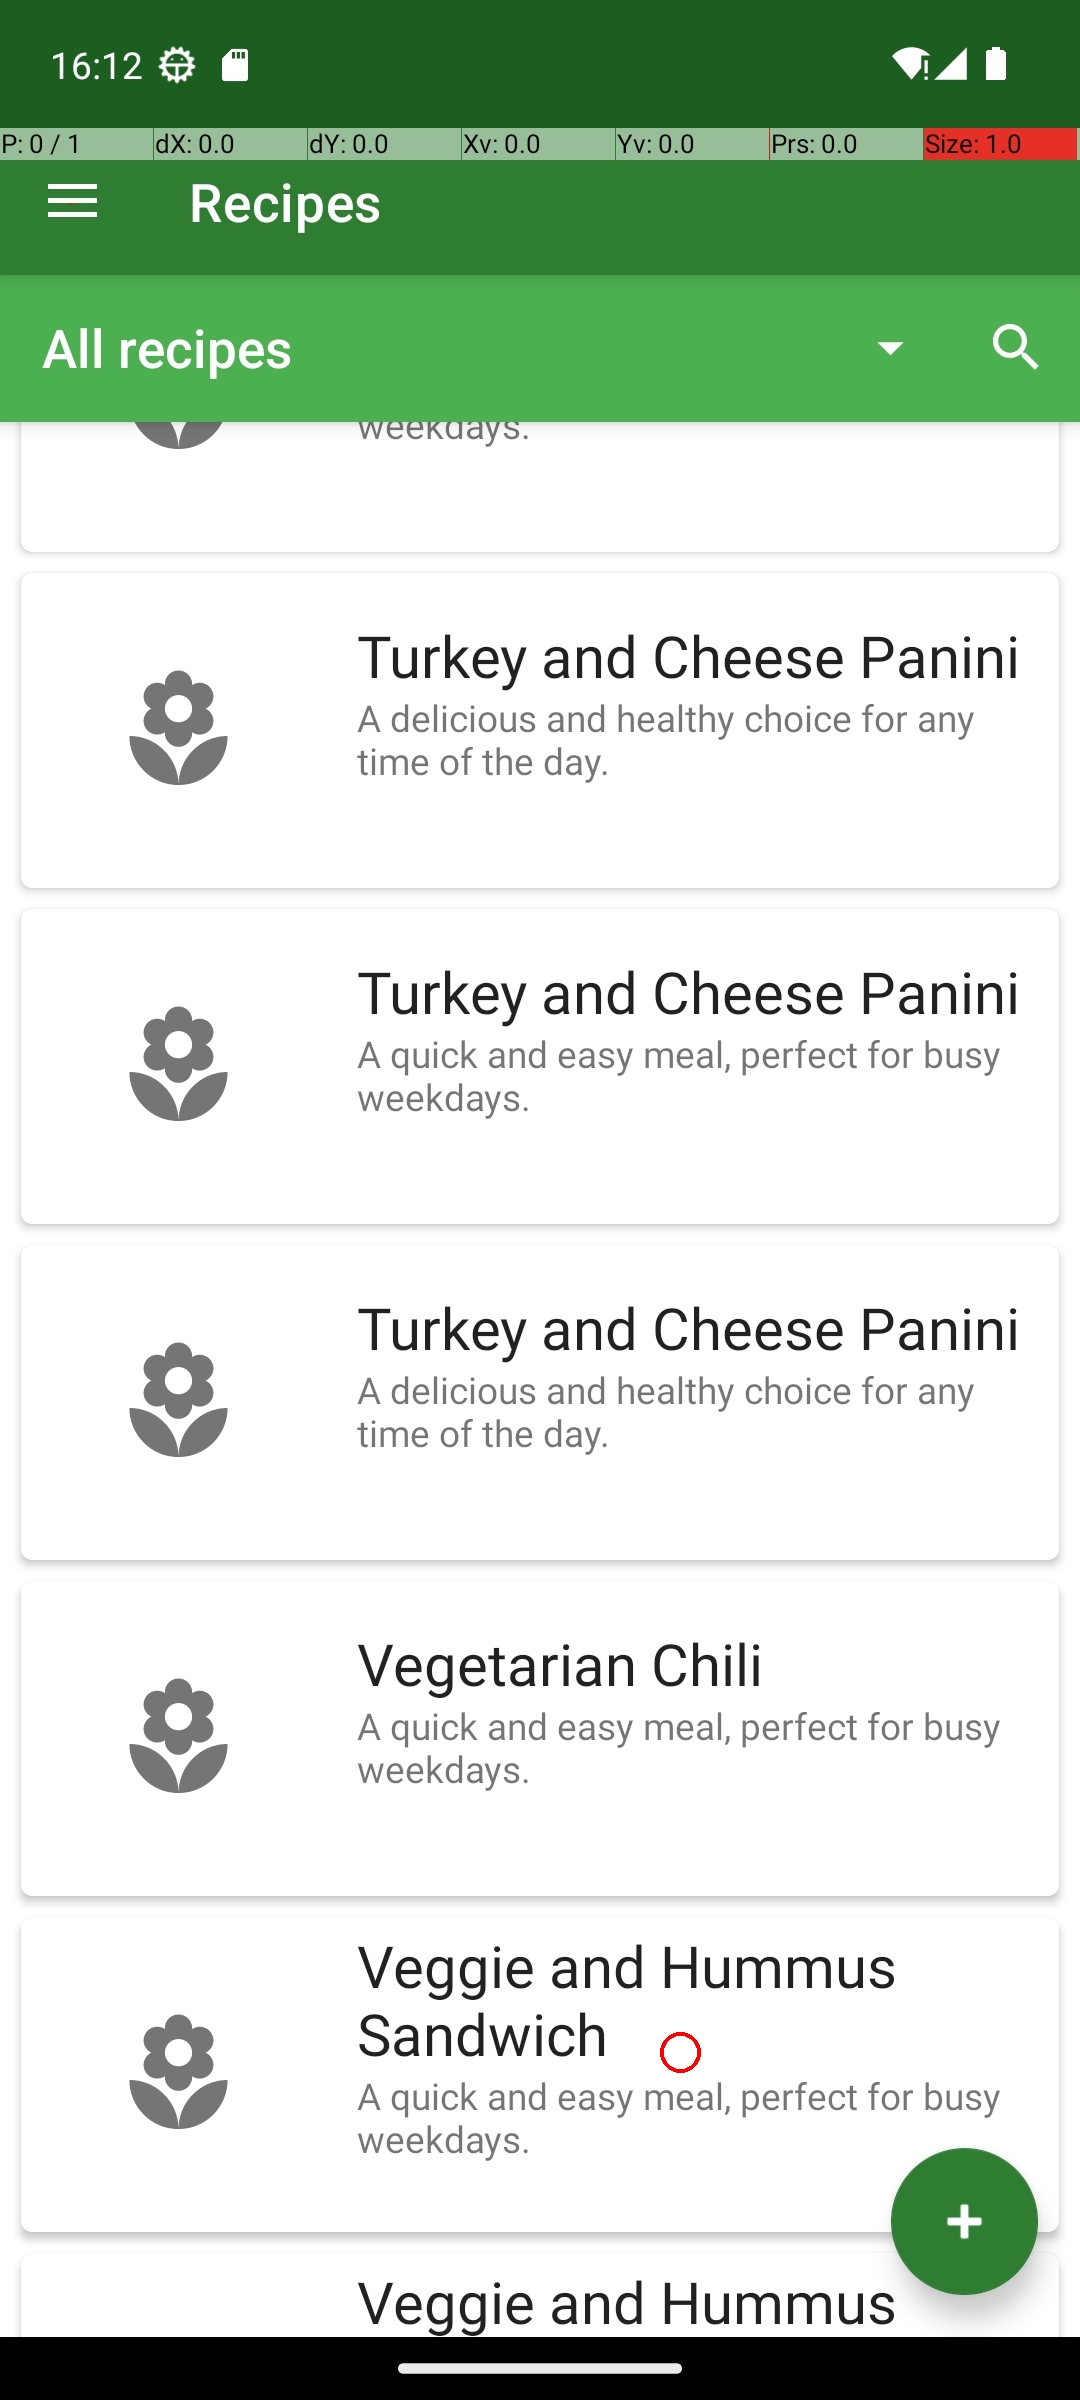 16:12
P: 0 / 1 dX: 0.0 dY: 0.0 Xv: 0.0 Yv: 0.0 Prs: 0.0 Size: 1.0
Recipes
All recipes
weekdays.
Turkey and Cheese Panini
A delicious and healthy choice for any
time of the day.
Turkey and Cheese Panini
A quick and easy meal, perfect for busy
weekdays.
Turkey and Cheese Panini
A delicious and healthy choice for any
time of the day.
Vegetarian Chili
A quick and easy meal, perfect for busy
weekdays.
Veggie and Hummus
Sandwich
A quick and easy meal, perfect for busy
weekdays.
Veggie and Hummus